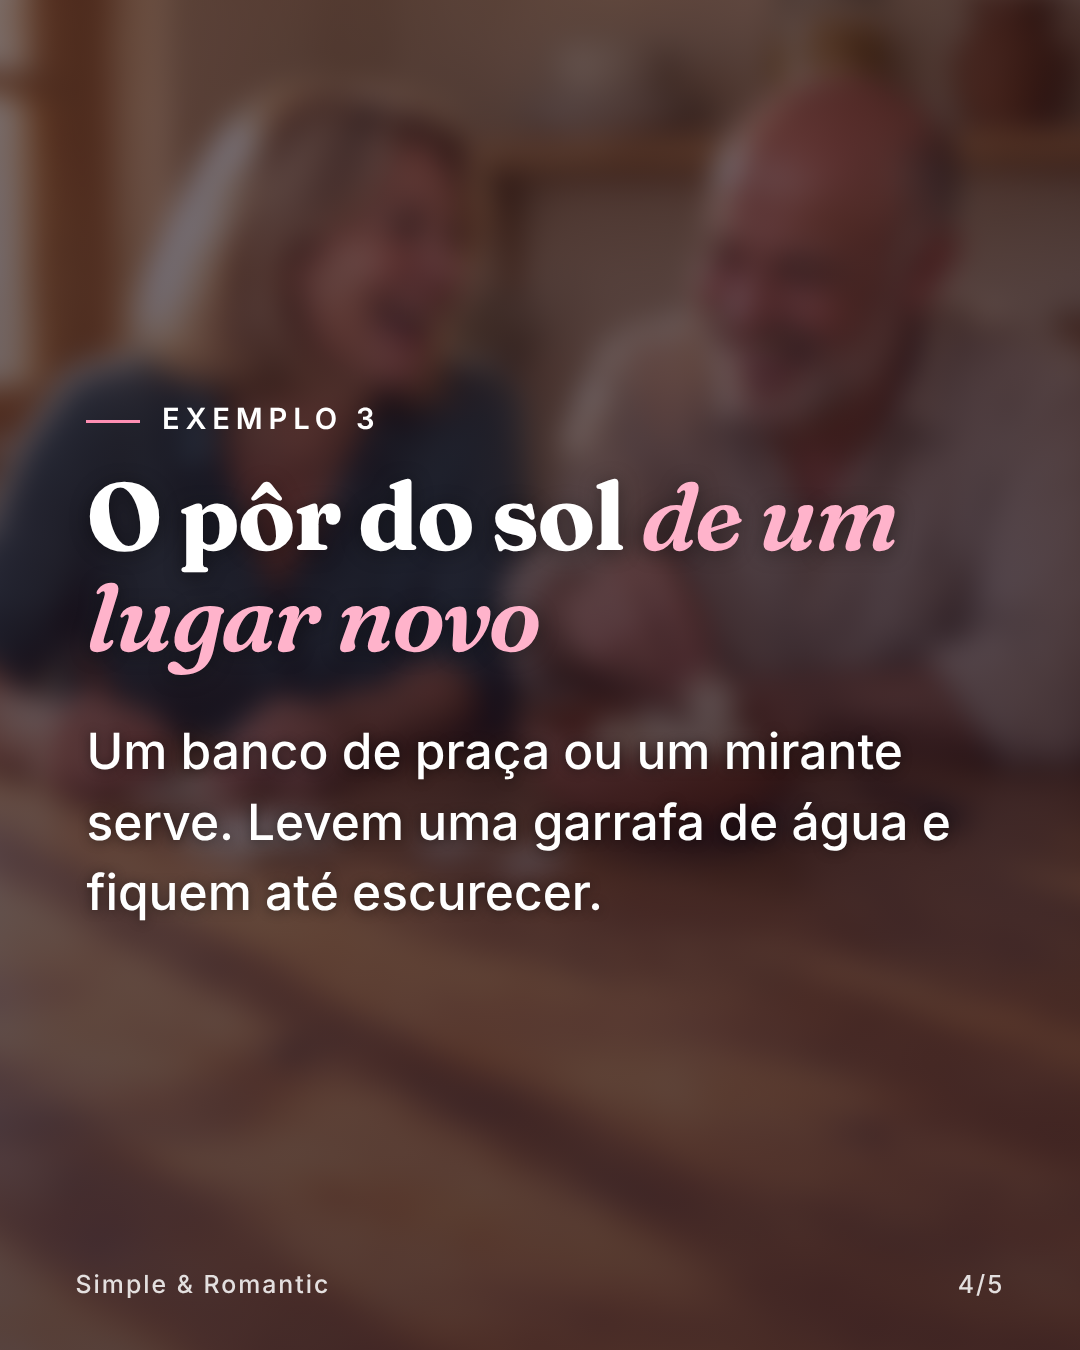 EXEMPLO 3
O pôr do sol de um
lugar novo
Um banco de praça ou um mirante
serve. Levem uma garrafa de água e
fiquem até escurecer.
Simple & Romantic
4/5